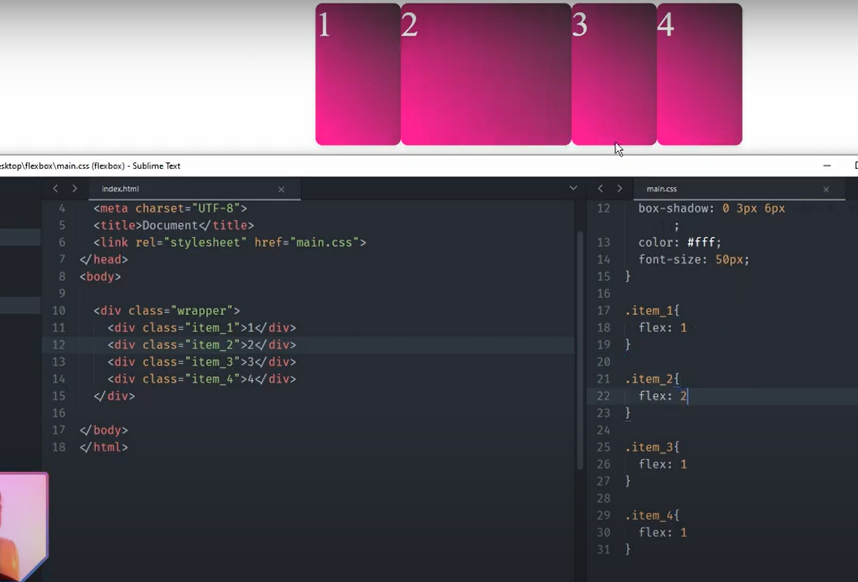 1 2 3 4
sktop\flexbox\main.css (flexbox) - Sublime Text
index.html
4 <meta charset="UTF-8">
5 <title>Document</title>
6 <link rel="stylesheet" href="main.css">
7 </head>
8 <body>
9
10 <div class="wrapper">
11 <div class="item_1">1</div>
12 <div class="item_2">2</div>
13 <div class="item_3">3</div>
14 <div class="item_4">4</div>
15 </div>
16
17 </body>
18 </html>
main.css
12 box-shadow: 0 3px 6px
;
13 color: #fff;
14 font-size: 50px;
15 }
16
17 .item_1{
18 flex: 1
19 }
20
21 .item_2{
22 flex: 2
23 }
24
25 .item_3{
26 flex: 1
27 }
28
29 .item_4{
30 flex: 1
31 }